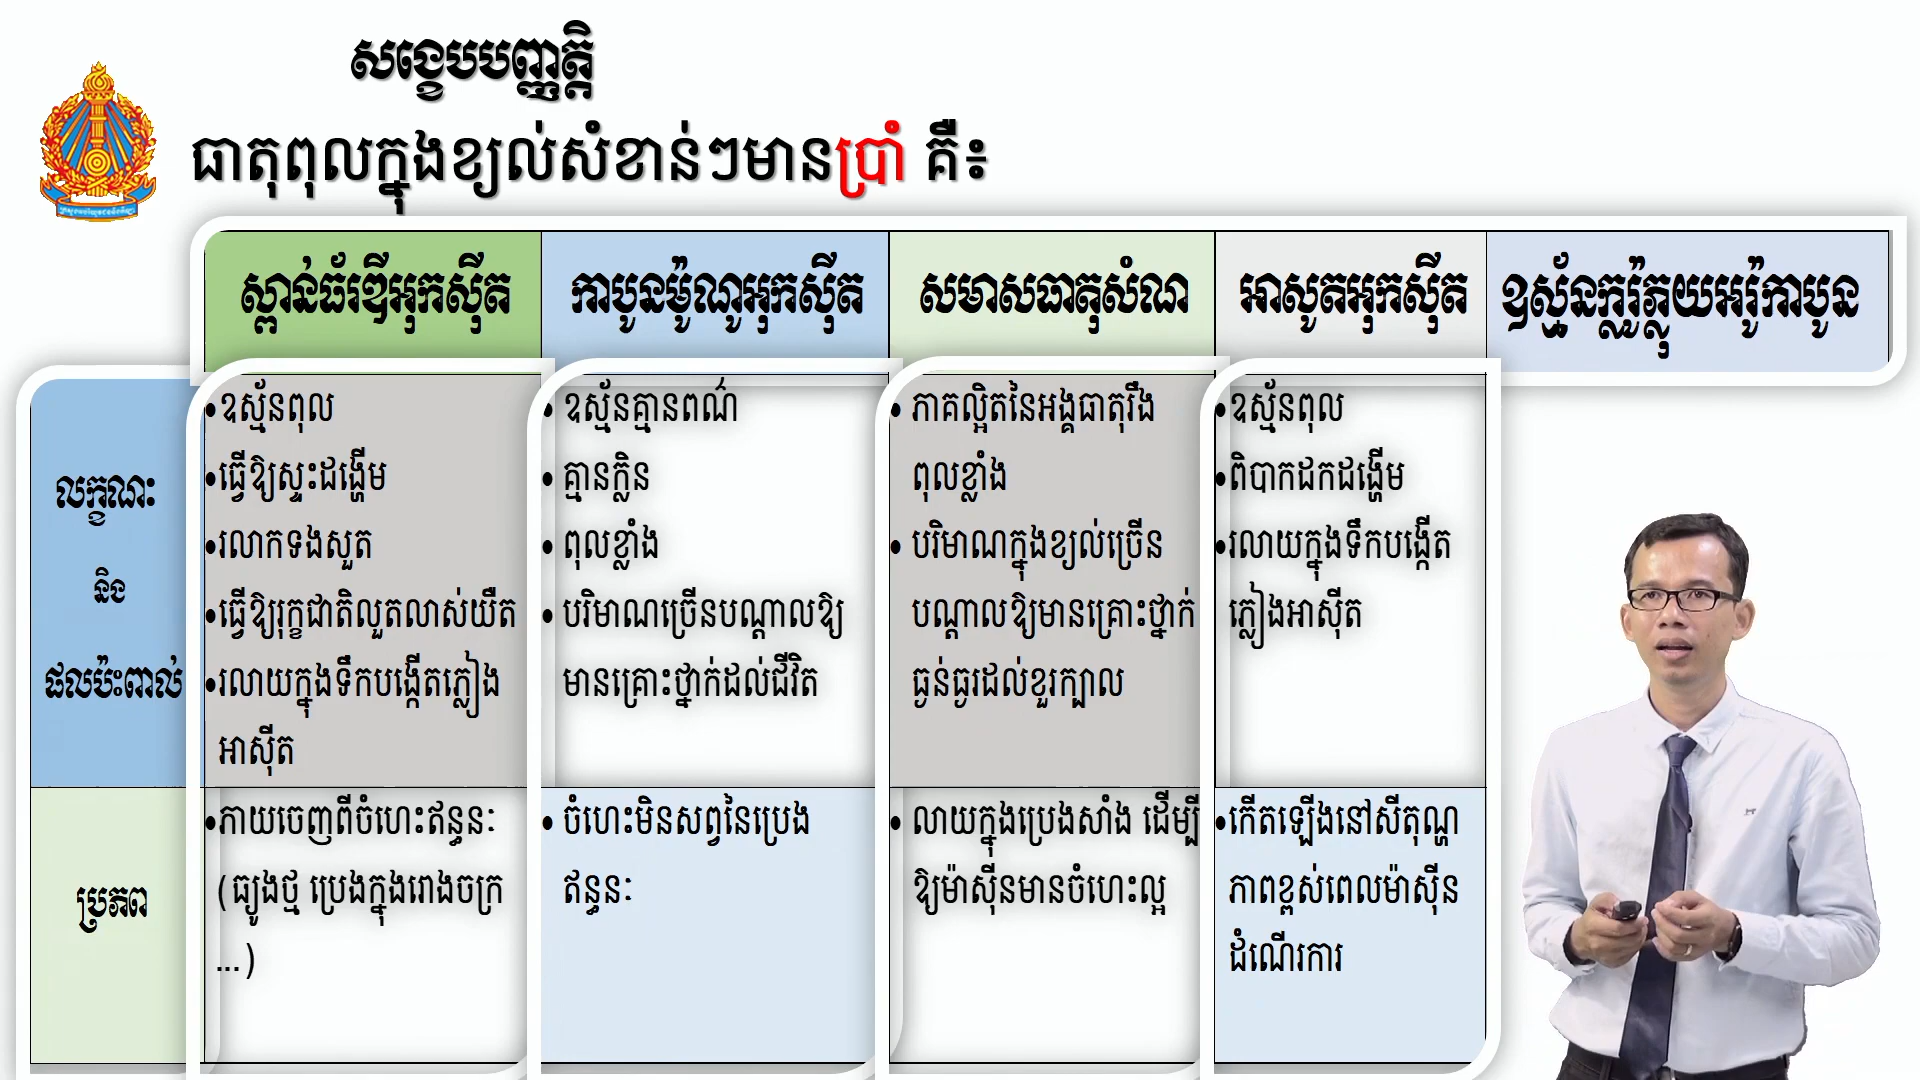 សង្ខេបបញ្ញត្តិ
ធាតុពុលក្នុងខ្យល់សំខាន់ៗមានប្រាំ គឺ៖
ស្ពាន់ធ័រឌីអុកស៊ីត
កាបូនម៉ូណូអុកស៊ីត
សមាសធាតុសំណ
អាសូតអុកស៊ីត
ឧស្ម័នក្លរូភ្លុយអរ៉ូកាបូន
លក្ខណៈ
និង
ផលប៉ះពាល់
•ឧស្ម័នពុល
•ធ្វើឱ្យស្ទះដង្ហើម
•រលាកទងសួត
•ធ្វើឱ្យរុក្ខជាតិលូតលាស់យឺត
•រលាយក្នុងទឹកបង្កើតភ្លៀង
អាស៊ីត
• ឧស្ម័នគ្មានពណ៌
• គ្មានក្លិន
• ពុលខ្លាំង
• បរិមាណច្រើនបណ្តាលឱ្យ
មានគ្រោះថ្នាក់ដល់ជីវិត
• ភាគល្អិតនៃអង្គធាតុរឹង
ពុលខ្លាំង
• បរិមាណក្នុងខ្យល់ច្រើន
បណ្តាលឱ្យមានគ្រោះថ្នាក់
ធ្ងន់ធ្ងរដល់ខួរក្បាល
•ឧស្ម័នពុល
•ពិបាកដកដង្ហើម
•រលាយក្នុងទឹកបង្កើត
ភ្លៀងអាស៊ីត
ប្រភព
•ភាយចេញពីចំហេះឥន្ធនៈ
(ធ្យូងថ្ម ប្រេងក្នុងរោងចក្រ
...)
• ចំហេះមិនសព្វនៃប្រេង
ឥន្ធនៈ
• លាយក្នុងប្រេងសាំង ដើម្បី
ឱ្យម៉ាស៊ីនមានចំហេះល្អ
•កើតឡើងនៅសីតុណ្ហ
ភាពខ្ពស់ពេលម៉ាស៊ីន
ដំណើរការ